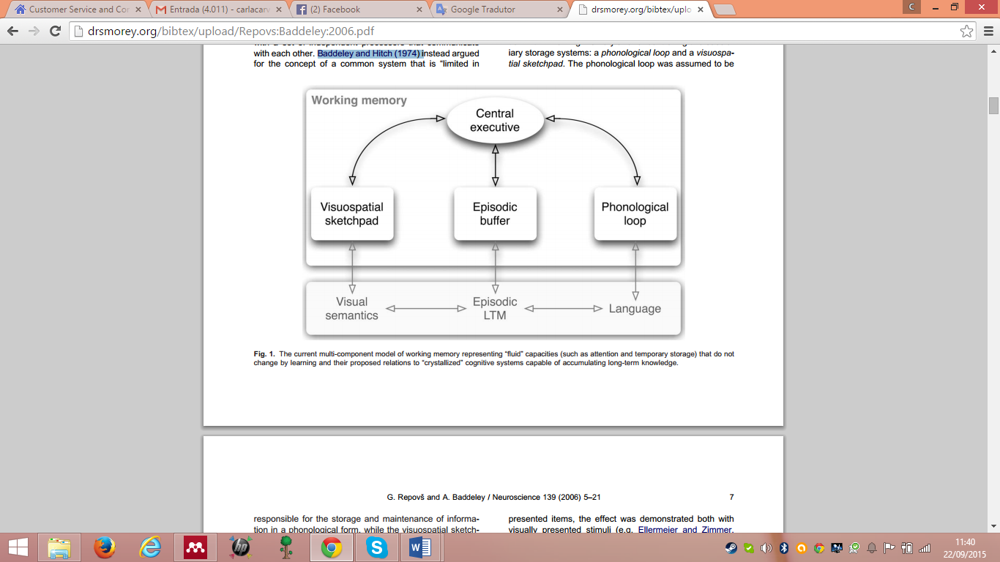 Customer Service and Cor
Entrada (4.011) - carlacarv
(2) Facebook
Google Tradutor
drsmorey.org/bibtex/uplo
C
drsmorey.org/bibtex/upload/Repovs:Baddeley:2006.pdf
with each other. Baddeley and Hitch (1974) instead argued
for the concept of a common system that is “limited in
iary storage systems: a phonological loop and a visuospa-
tial sketchpad. The phonological loop was assumed to be
Working memory
Central
executive
Visuospatial
sketchpad
Episodic
buffer
Phonological
loop
Visual
semantics
Episodic
LTM
Language
Fig. 1. The current multi-component model of working memory representing “fluid” capacities (such as attention and temporary storage) that do not
change by learning and their proposed relations to “crystallized” cognitive systems capable of accumulating long-term knowledge.
G. Repovš and A. Baddeley / Neuroscience 139 (2006) 5–21
7
responsible for the storage and maintenance of informa-
tion in a phonological form, while the visuospatial sketch-
presented items, the effect was demonstrated both with
visually presented stimuli (e.g. Ellermeier and Zimmer,
11:40
22/09/2015